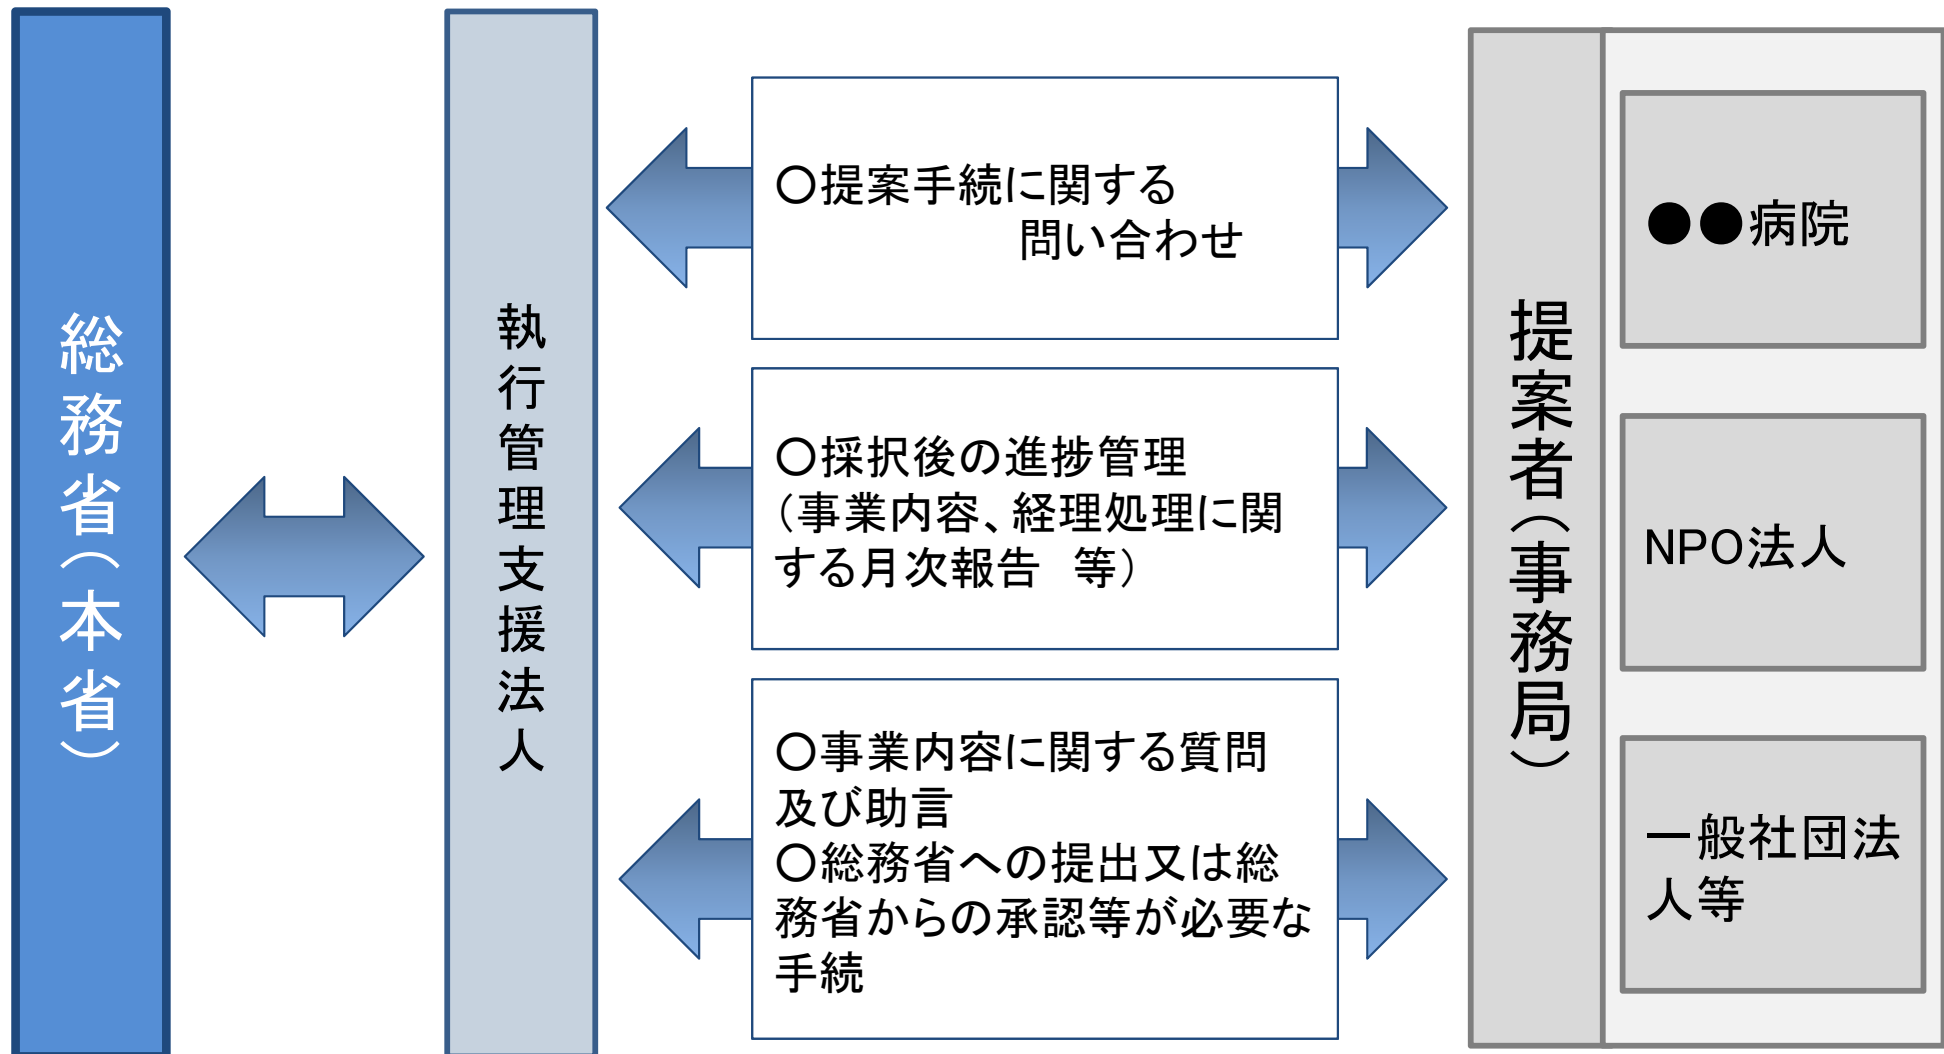 総務省（本省）
執行管理支援法人
〇提案手続に関する
問い合わせ
〇採択後の進捗管理
（事業内容、経理処理に関
する月次報告　等）
〇事業内容に関する質問
及び助言
〇総務省への提出又は総
務省からの承認等が必要な
手続
提案者（事務局）
●●病院
NPO法人
一般社団法
人等